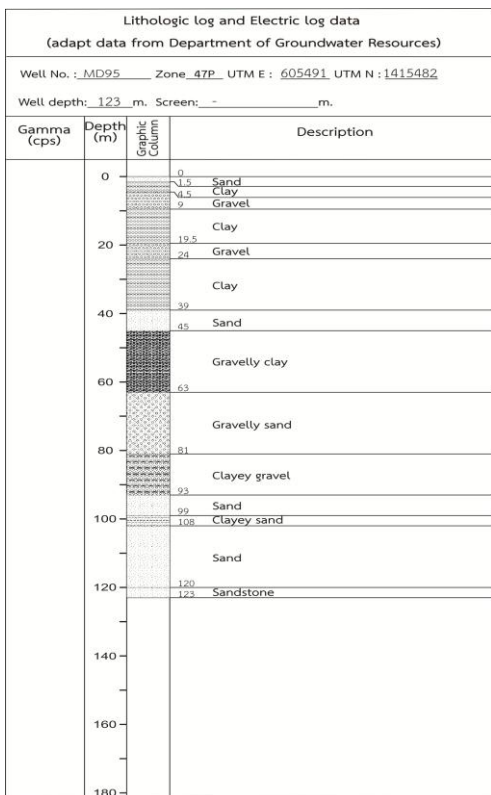 Lithologic log and Electric log data
(adapt data from Department of Groundwater Resources)
Well No. : MD95 Zone 47P UTM E : 605491 UTM N : 1415482
Well depth: 123 m. Screen: - m.
Gamma (cps)
Depth (m)
Graphic Column
Description
0
0
1.5
Sand
4.5
Clay
9
Gravel
Clay
19.5
20
24
Gravel
Clay
39
40
45
Sand
Gravelly clay
60
63
Gravelly sand
80
81
Clayey gravel
93
Sand
99
100
108
Clayey sand
Sand
120
120
123
Sandstone
140
160
180